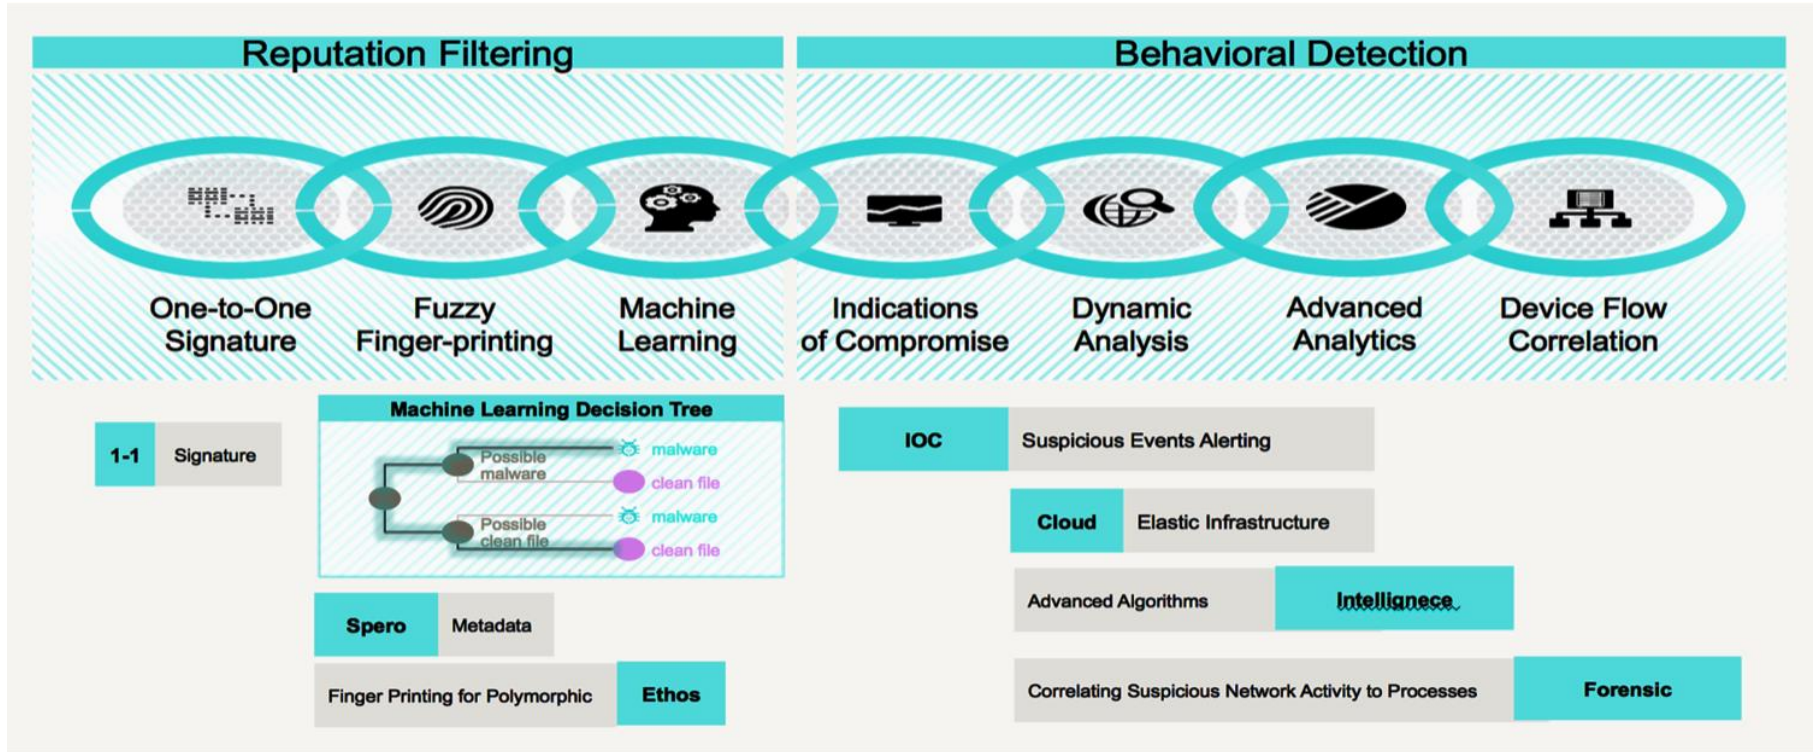 Reputation Filtering
Behavioral Detection
One-to-One
Signature
Fuzzy
Finger-printing
Machine
Learning
Indications
of Compromise
Dynamic
Analysis
Advanced
Analytics
Device Flow
Correlation
1-1
Signature
Machine Learning Decision Tree
Possible
malware
malware
clean file
Possible
clean file
malware
clean file
Spero
Metadata
Finger Printing for Polymorphic
Ethos
IOC
Suspicious Events Alerting
Cloud
Elastic Infrastructure
Advanced Algorithms
Intellignece
Correlating Suspicious Network Activity to Processes
Forensic